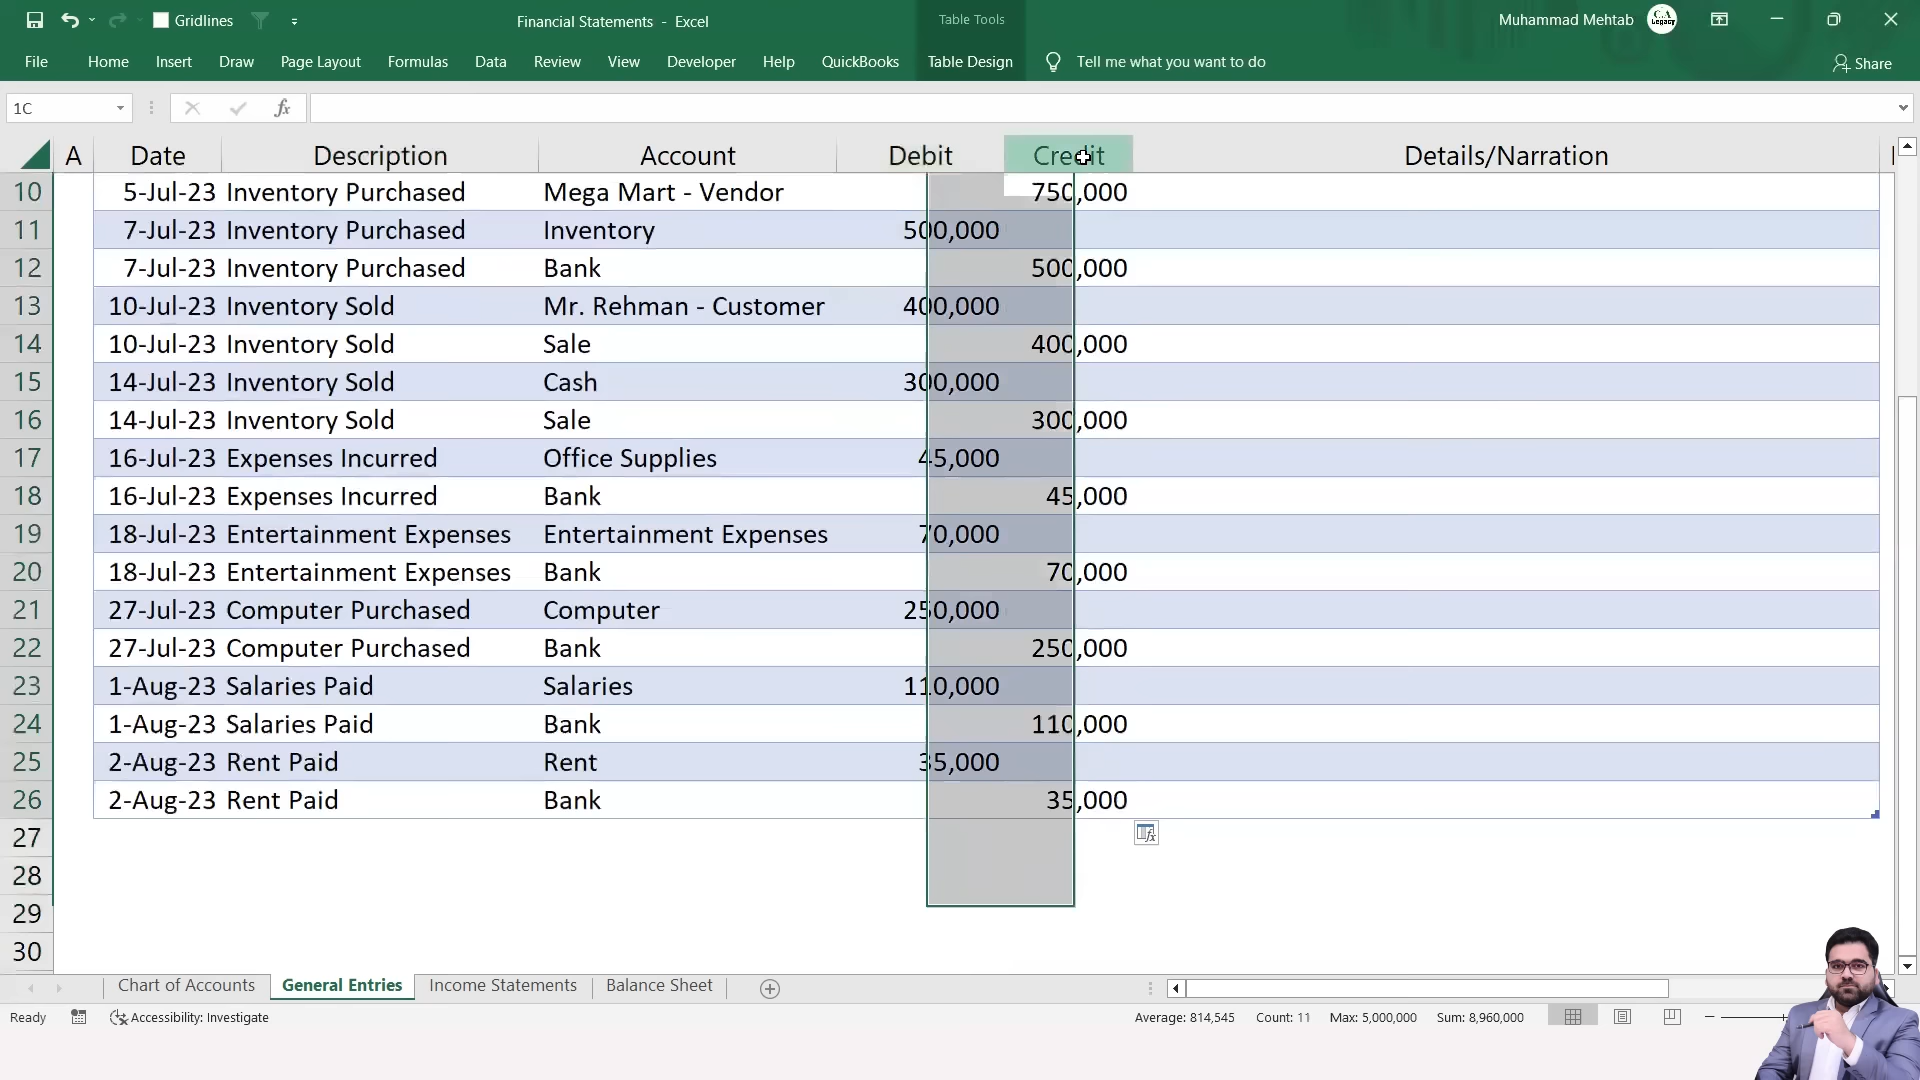 Gridlines
Financial Statements - Excel
Table Tools
Muhammad Mehtab
C.A
Legacy
File Home Insert Draw Page Layout Formulas Data Review View Developer Help QuickBooks Table Design Tell me what you want to do Share
1C fx
A Date Description Account Debit Credit Details/Narration
10 5-Jul-23 Inventory Purchased Mega Mart - Vendor 750,000
11 7-Jul-23 Inventory Purchased Inventory 500,000
12 7-Jul-23 Inventory Purchased Bank 500,000
13 10-Jul-23 Inventory Sold Mr. Rehman - Customer 400,000
14 10-Jul-23 Inventory Sold Sale 400,000
15 14-Jul-23 Inventory Sold Cash 300,000
16 14-Jul-23 Inventory Sold Sale 300,000
17 16-Jul-23 Expenses Incurred Office Supplies 45,000
18 16-Jul-23 Expenses Incurred Bank 45,000
19 18-Jul-23 Entertainment Expenses Entertainment Expenses 70,000
20 18-Jul-23 Entertainment Expenses Bank 70,000
21 27-Jul-23 Computer Purchased Computer 250,000
22 27-Jul-23 Computer Purchased Bank 250,000
23 1-Aug-23 Salaries Paid Salaries 110,000
24 1-Aug-23 Salaries Paid Bank 110,000
25 2-Aug-23 Rent Paid Rent 35,000
26 2-Aug-23 Rent Paid Bank 35,000
27
28
29
30
Chart of Accounts General Entries Income Statements Balance Sheet
Ready Accessibility: Investigate Average: 814,545 Count: 11 Max: 5,000,000 Sum: 8,960,000